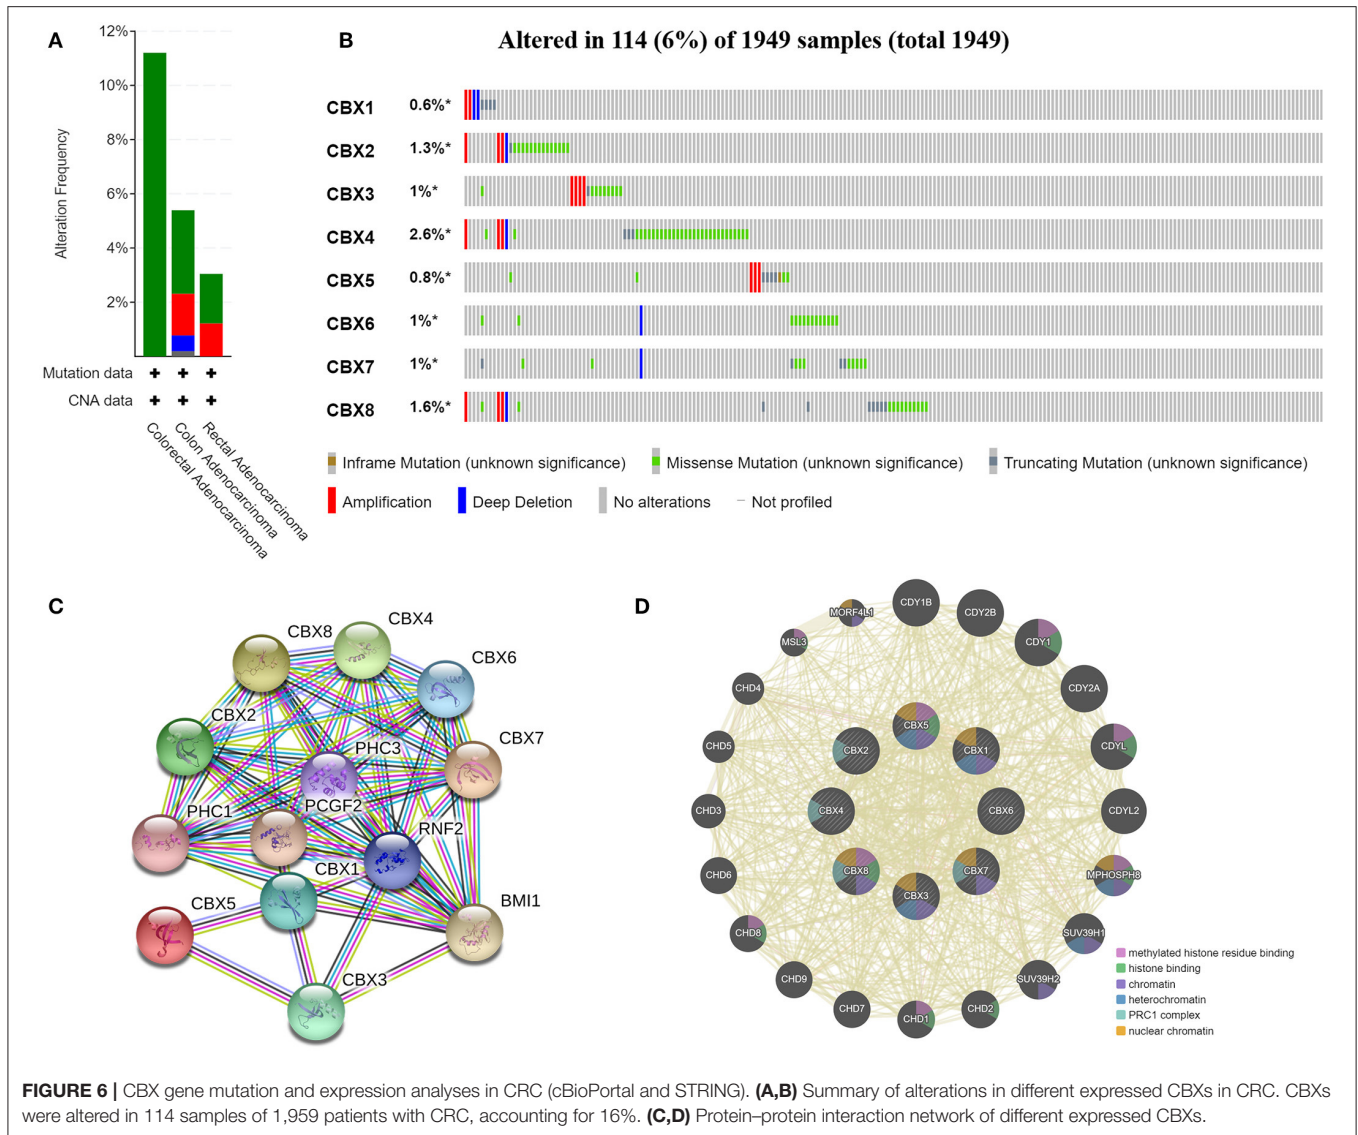 A
12%
10%
8%
6%
4%
2%
Alteration Frequency
Mutation data + + +
CNA data + + +
Colorectal Adenocarcinoma
Colon Adenocarcinoma
Rectal Adenocarcinoma
B
Altered in 114 (6%) of 1949 samples (total 1949)
CBX1 0.6%*
CBX2 1.3%*
CBX3 1%*
CBX4 2.6%*
CBX5 0.8%*
CBX6 1%*
CBX7 1%*
CBX8 1.6%*
Inframe Mutation (unknown significance) Missense Mutation (unknown significance) Truncating Mutation (unknown significance)
Amplification Deep Deletion No alterations – Not profiled
C
CBX4
CBX8
CBX6
CBX2
CBX7
PHC3
PHC1
PCGF2
RNF2
CBX1
CBX5
BMI1
CBX3
D
CDY1B
CDY2B
MORF4L1
MSL3
CDY1
CHD4
CDY2A
CBX5
CHD5
CBX2
CBX1
CDYL
CHD3
CBX4
CBX6
CDYL2
CHD6
CBX8
CBX7
MPHOSPH8
CBX3
CHD8
SUV39H1
CHD9
SUV39H2
CHD7
CHD1
CHD2
methylated histone residue binding
histone binding
chromatin
heterochromatin
PRC1 complex
nuclear chromatin
FIGURE 6 | CBX gene mutation and expression analyses in CRC (cBioPortal and STRING). (A,B) Summary of alterations in different expressed CBXs in CRC. CBXs
were altered in 114 samples of 1,959 patients with CRC, accounting for 16%. (C,D) Protein–protein interaction network of different expressed CBXs.